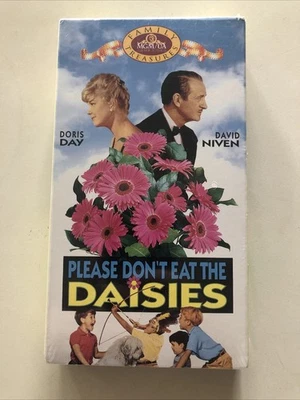 FAMILY
TREASURES
MGM/UA
DORIS
DAY
DAVID
NIVEN
PLEASE DON'T EAT THE
DAISIES